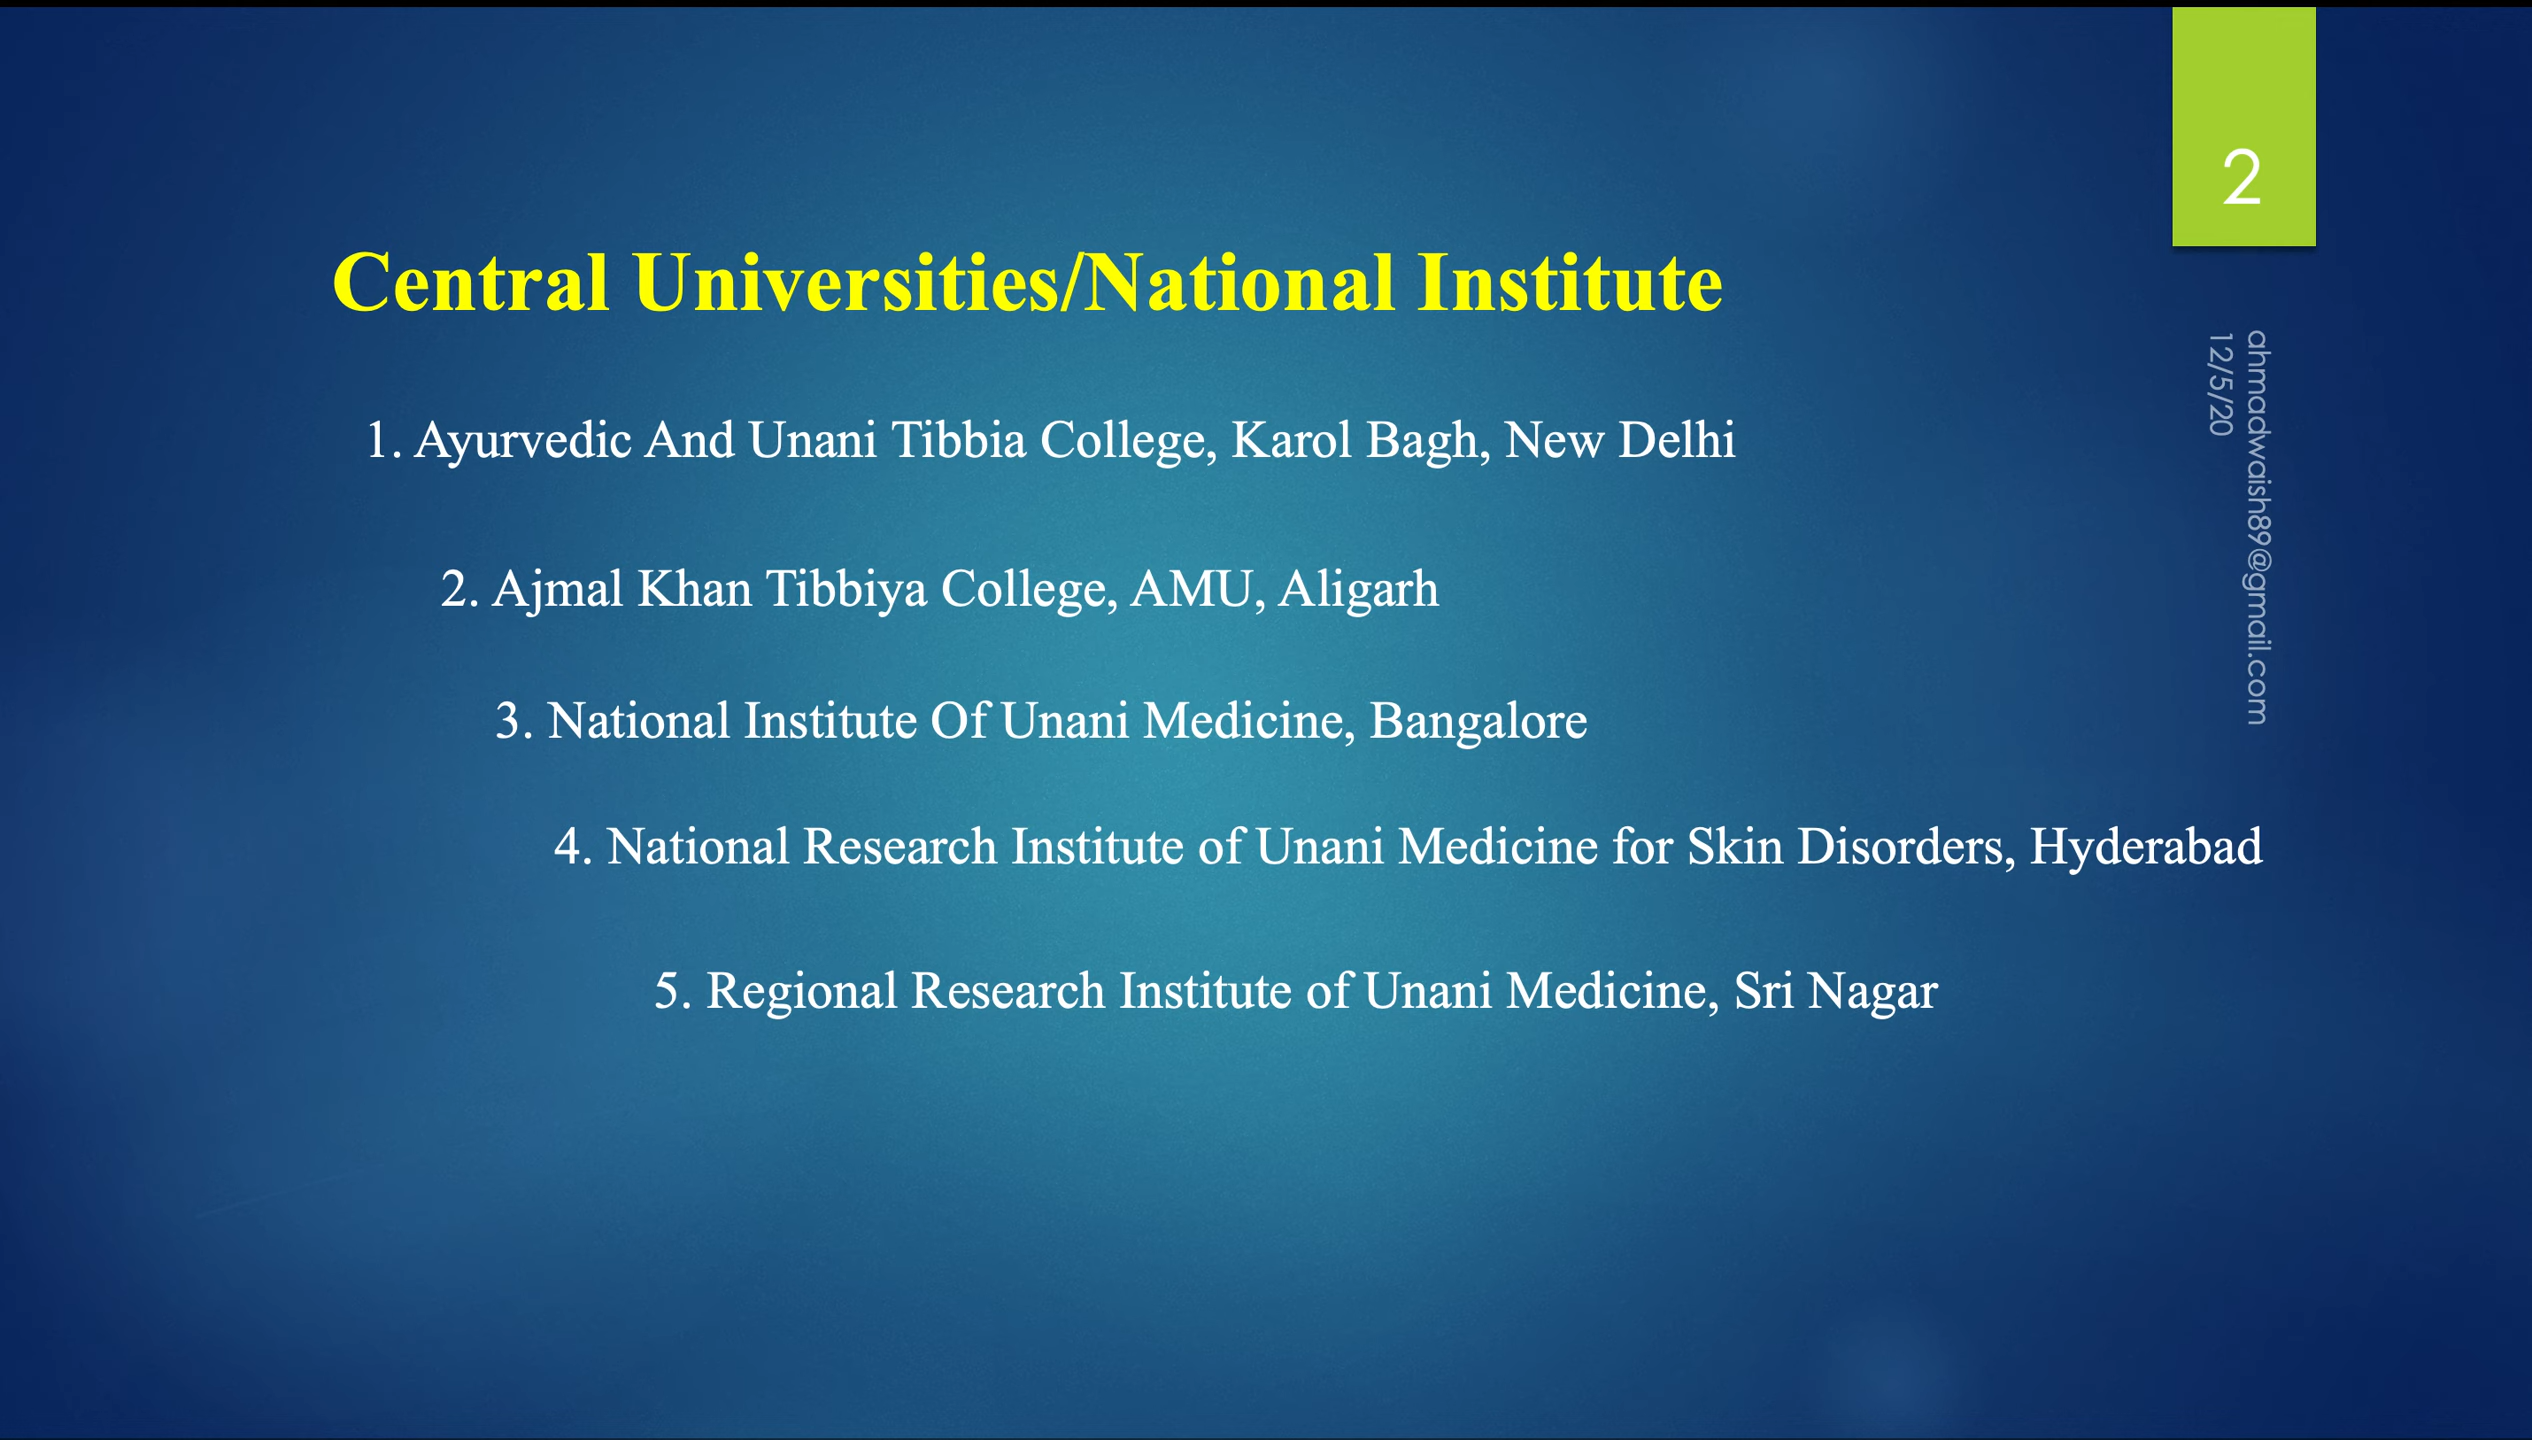 2
Central Universities/National Institute
1. Ayurvedic And Unani Tibbia College, Karol Bagh, New Delhi
2. Ajmal Khan Tibbiya College, AMU, Aligarh
3. National Institute Of Unani Medicine, Bangalore
4. National Research Institute of Unani Medicine for Skin Disorders, Hyderabad
5. Regional Research Institute of Unani Medicine, Sri Nagar
ahmadwaish89@gmail.com
12/5/20